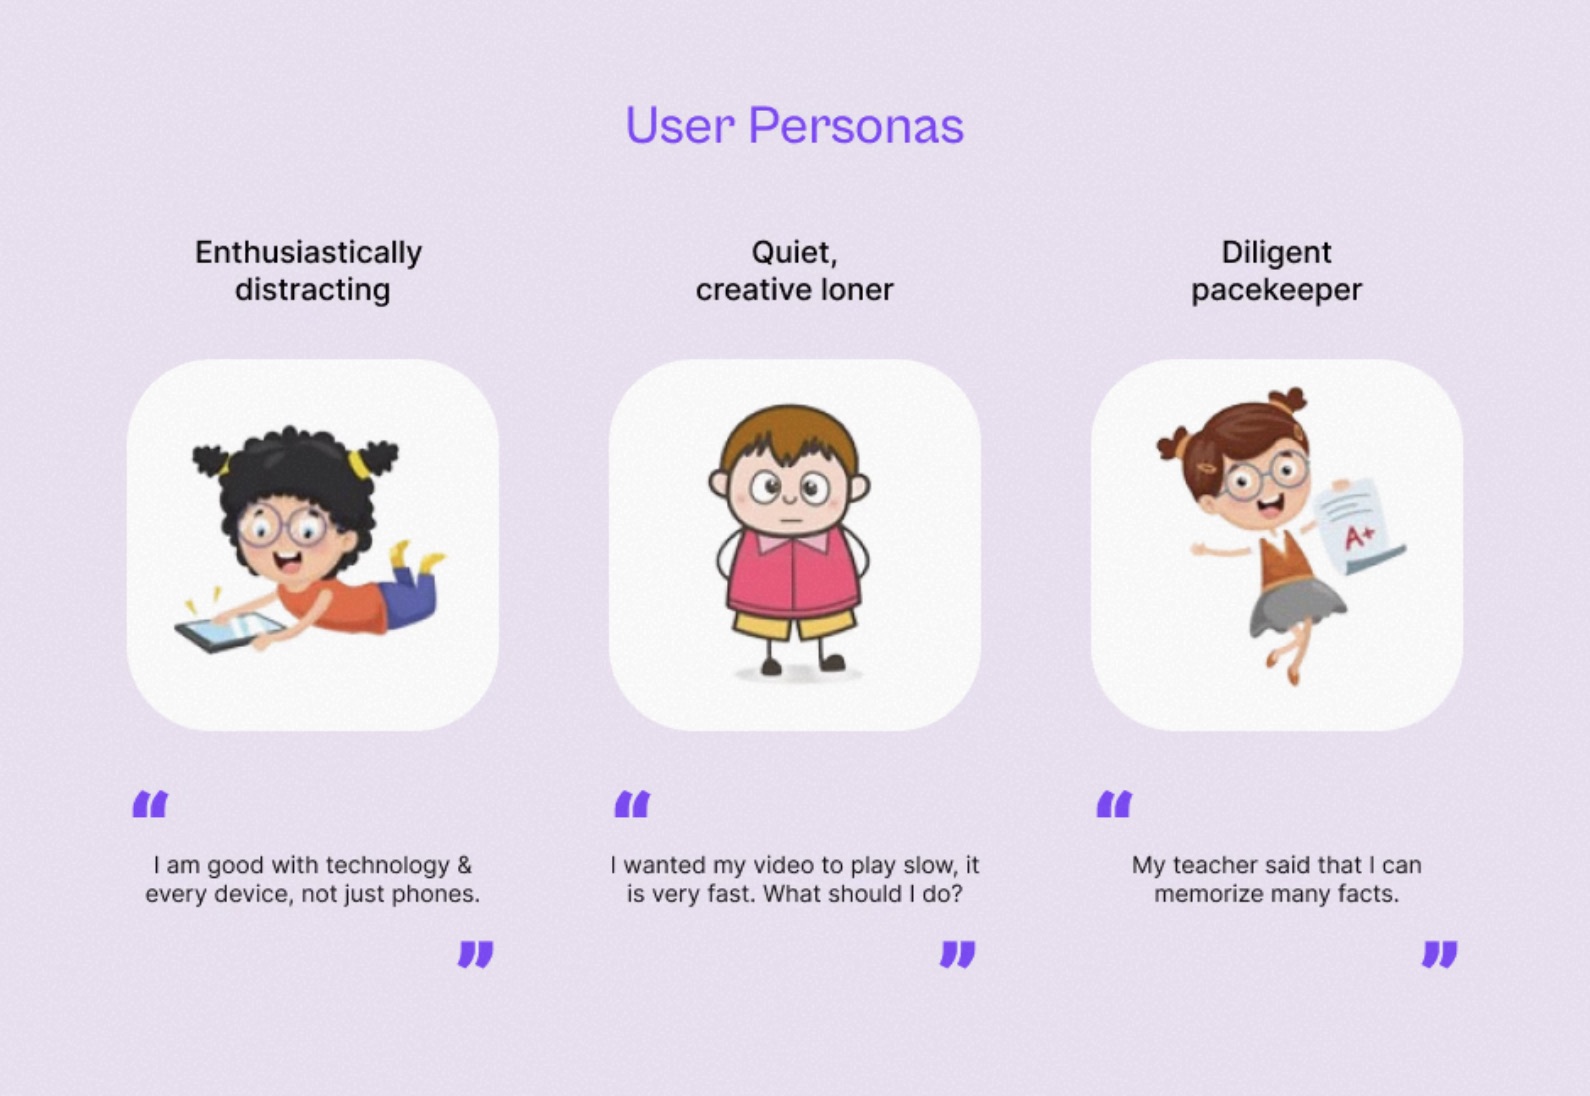 User Personas
Enthusiastically
distracting
Quiet,
creative loner
Diligent
pacekeeper
A+
“
I am good with technology &
every device, not just phones.
”
“
I wanted my video to play slow, it
is very fast. What should I do?
”
“
My teacher said that I can
memorize many facts.
”